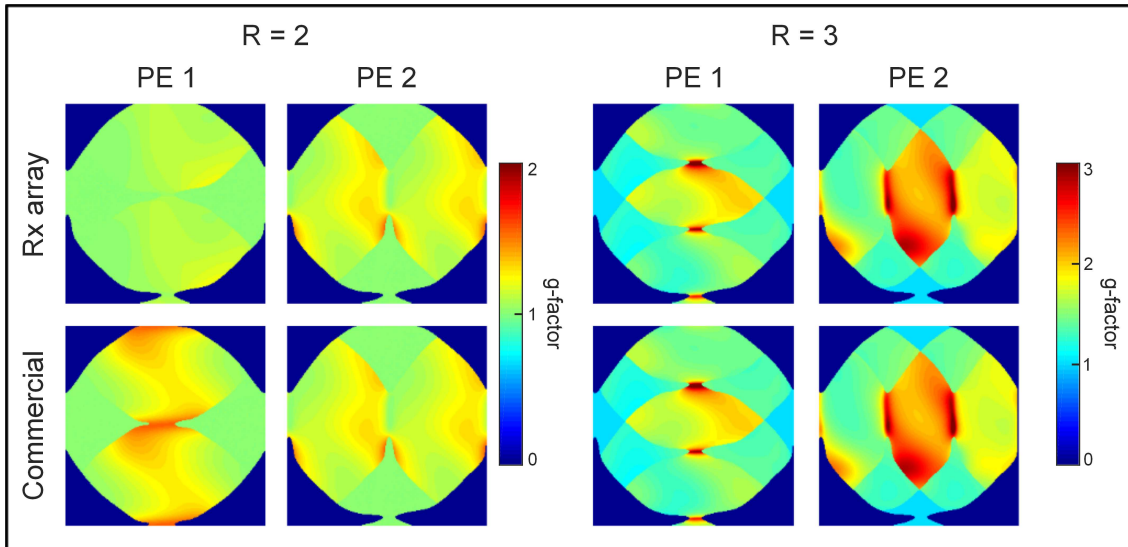 R = 2
R = 3
PE 1
PE 2
PE 1
PE 2
Rx array
Commercial
2
1
0
g-factor
3
2
1
0
g-factor